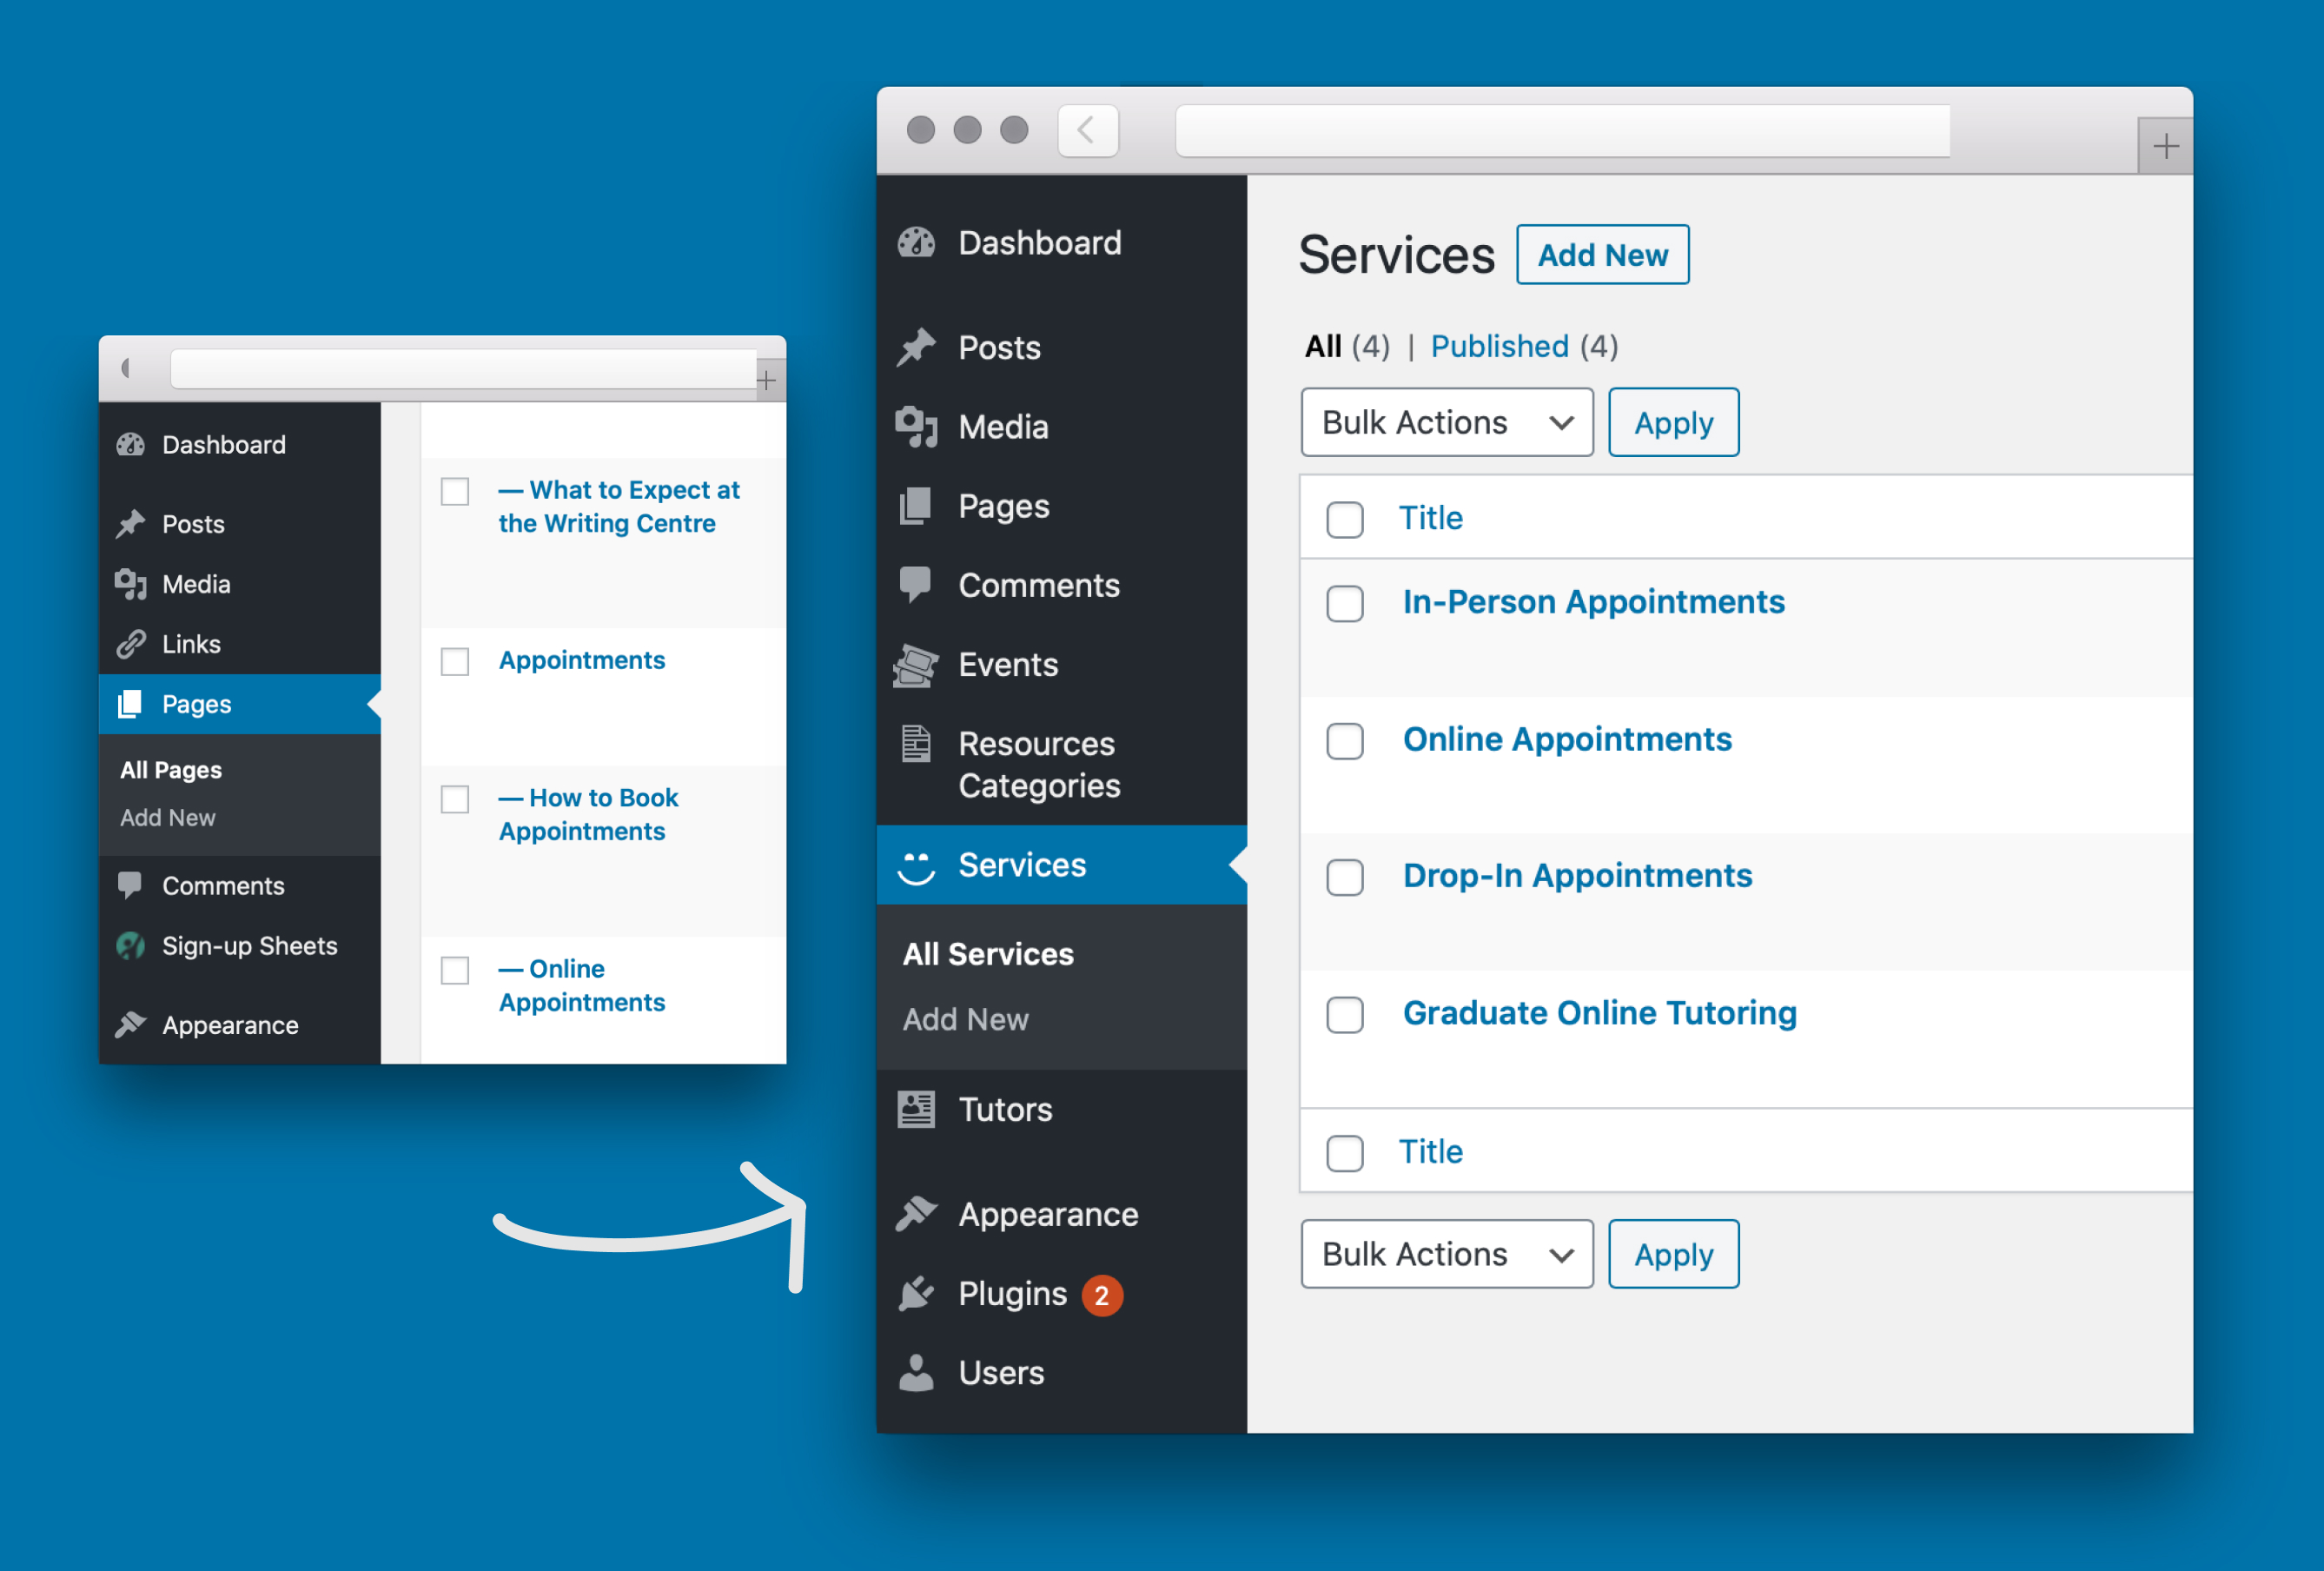 Dashboard
Posts
Media
Links
Pages
All Pages
Add New
Comments
Sign-up Sheets
Appearance
— What to Expect at
the Writing Centre
Appointments
— How to Book
Appointments
— Online
Appointments
Dashboard
Posts
Media
Pages
Comments
Events
Resources
Categories
Services
All Services
Add New
Tutors
Appearance
Plugins 2
Users
Services Add New
All (4) | Published (4)
Bulk Actions Apply
Title
In-Person Appointments
Online Appointments
Drop-In Appointments
Graduate Online Tutoring
Title
Bulk Actions Apply